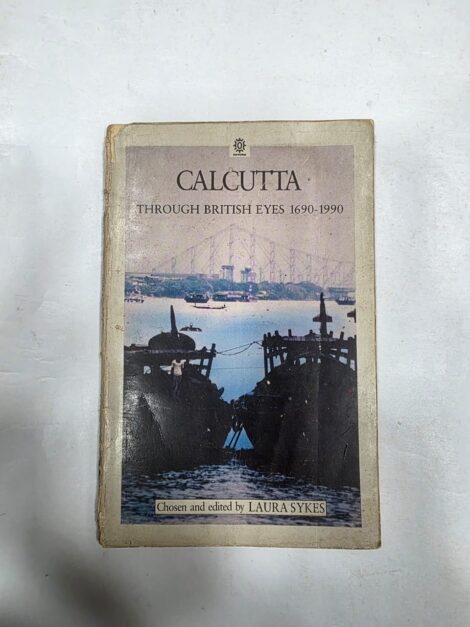 CALCUTTA
THROUGH BRITISH EYES 1690-1990
Chosen and edited by LAURA SYKES